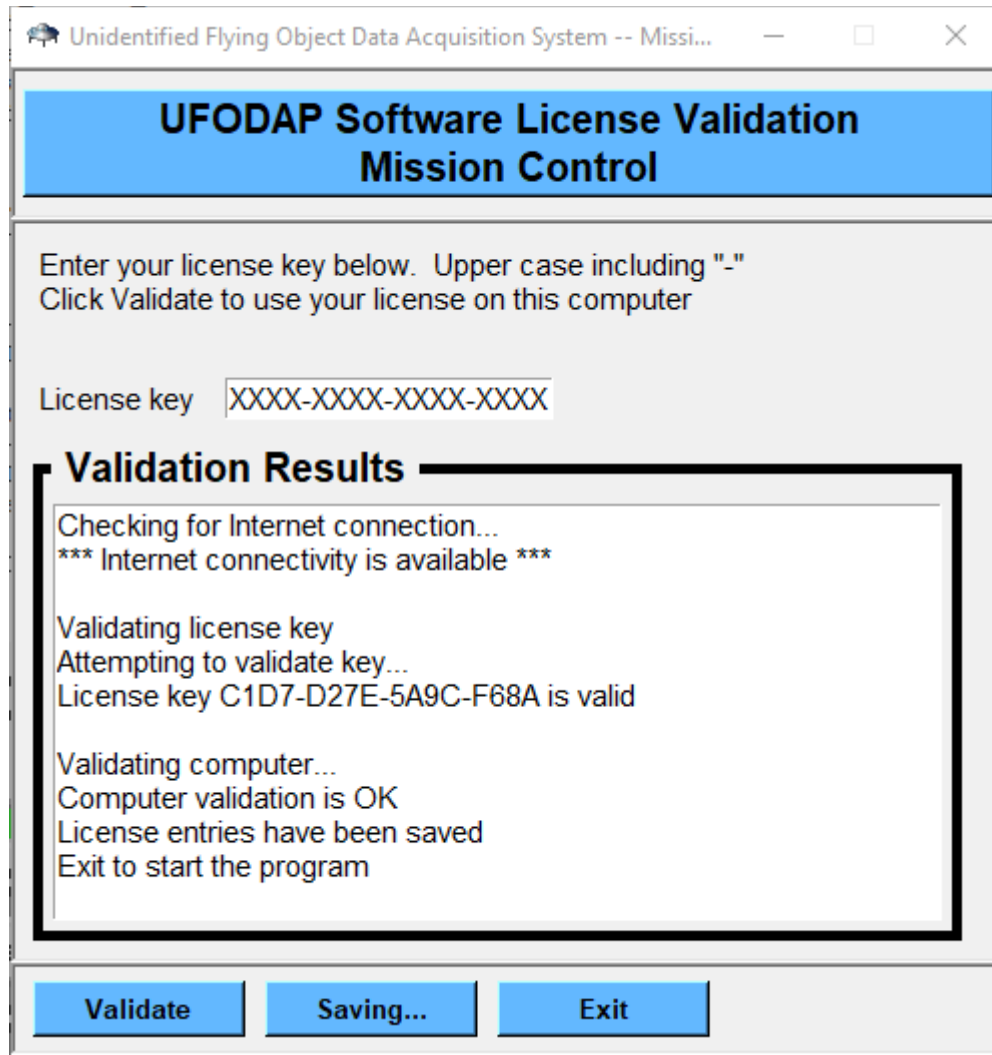 Unidentified Flying Object Data Acquisition System -- Missi...
UFODAP Software License Validation
Mission Control
Enter your license key below.  Upper case including "-"
Click Validate to use your license on this computer
License key XXXX-XXXX-XXXX-XXXX
Validation Results
Checking for Internet connection...
*** Internet connectivity is available ***
Validating license key
Attempting to validate key...
License key C1D7-D27E-5A9C-F68A is valid
Validating computer...
Computer validation is OK
License entries have been saved
Exit to start the program
Validate Saving... Exit